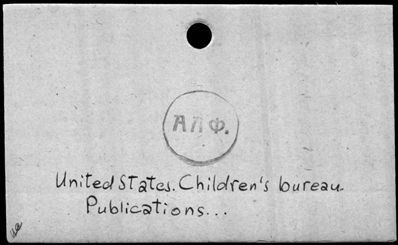 АЛФ.
United States. Children's bureau.
Publications...